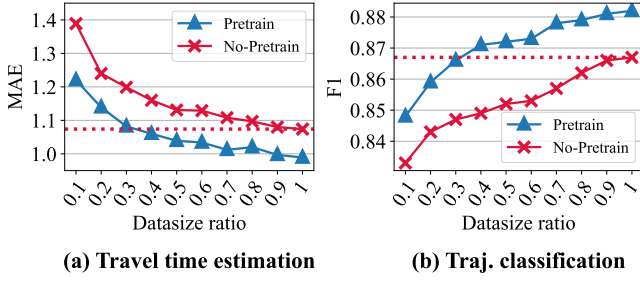 1.4
1.3
1.2
1.1
1.0
MAE
Pretrain
No-Pretrain
0.1
0.2
0.3
0.4
0.5
0.6
0.7
0.8
0.9
1
Datasize ratio
(a) Travel time estimation
0.88
0.87
0.85
0.84
F1
Pretrain
No-Pretrain
0.1
0.2
0.3
0.4
0.5
0.6
0.7
0.8
0.9
1
Datasize ratio
(b) Traj. classification